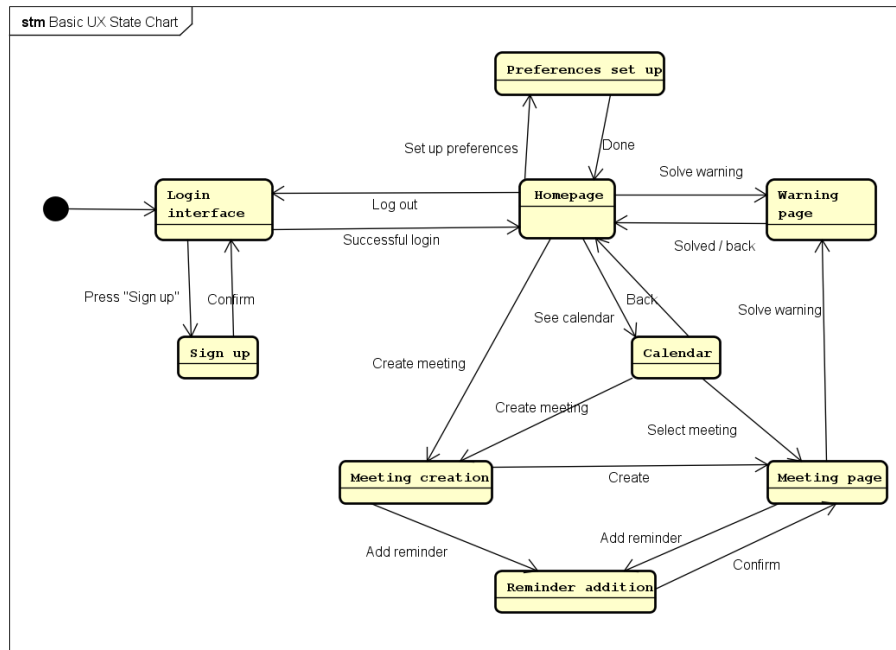 stm Basic UX State Chart
Preferences set up
Set up preferences
Done
Login
interface
Log out
Successful login
Homepage
Solve warning
Warning
page
Solved / back
Press "Sign up"
Confirm
Sign up
See calendar
Back
Solve warning
Create meeting
Calendar
Create meeting
Select meeting
Meeting creation
Create
Meeting page
Add reminder
Add reminder
Confirm
Reminder addition